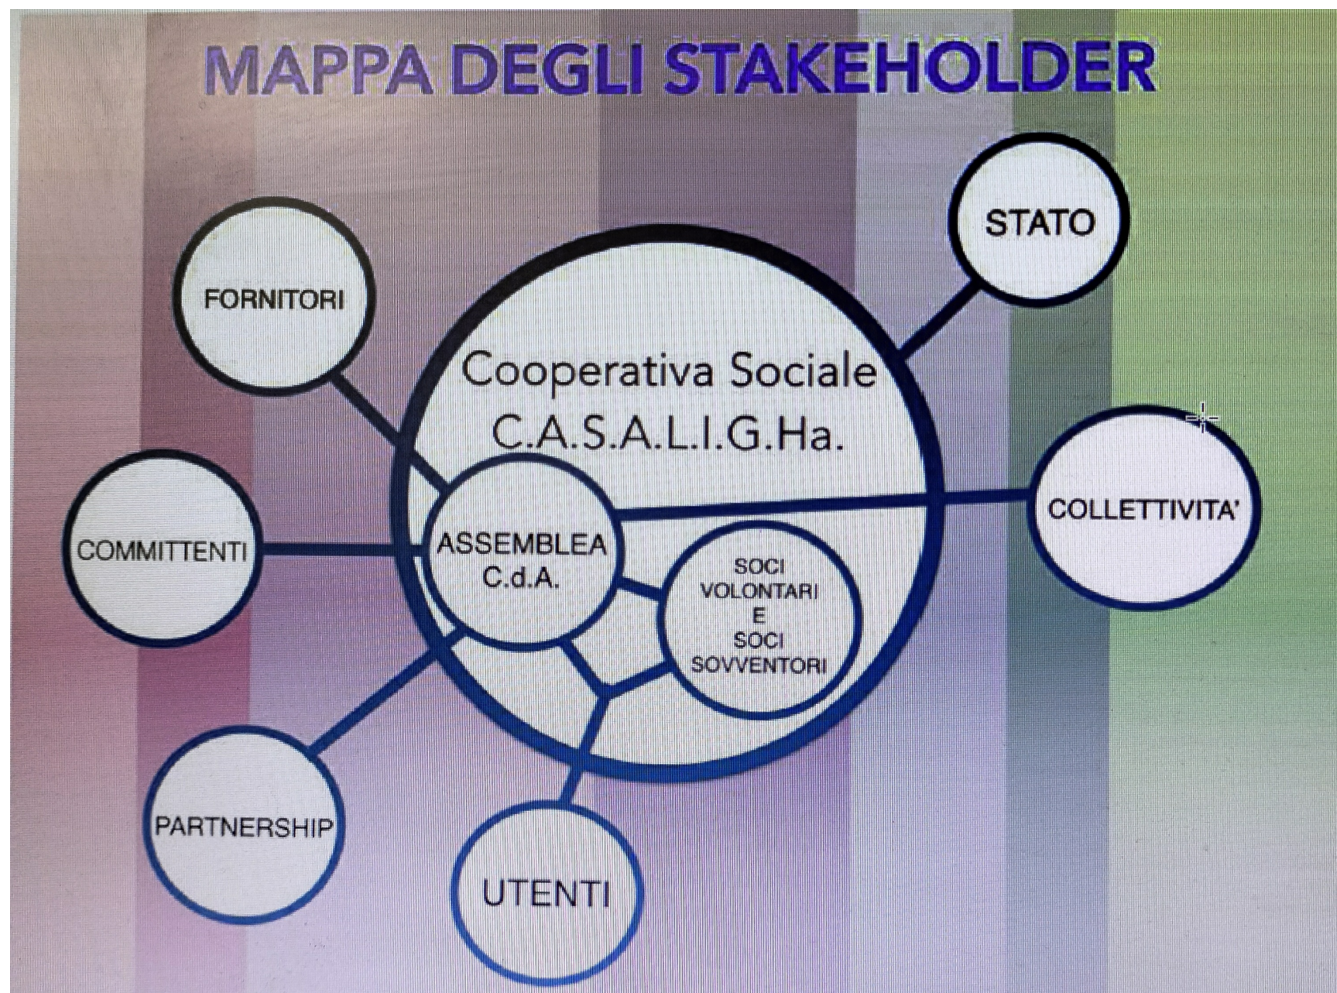 MAPPA DEGLI STAKEHOLDER
STATO
FORNITORI
Cooperativa Sociale
C.A.S.A.L.I.G.Ha.
COLLETTIVITA'
COMMITTENTI
ASSEMBLEA
C.d.A.
SOCI
VOLONTARI
E
SOCI
SOVVENTORI
PARTNERSHIP
UTENTI